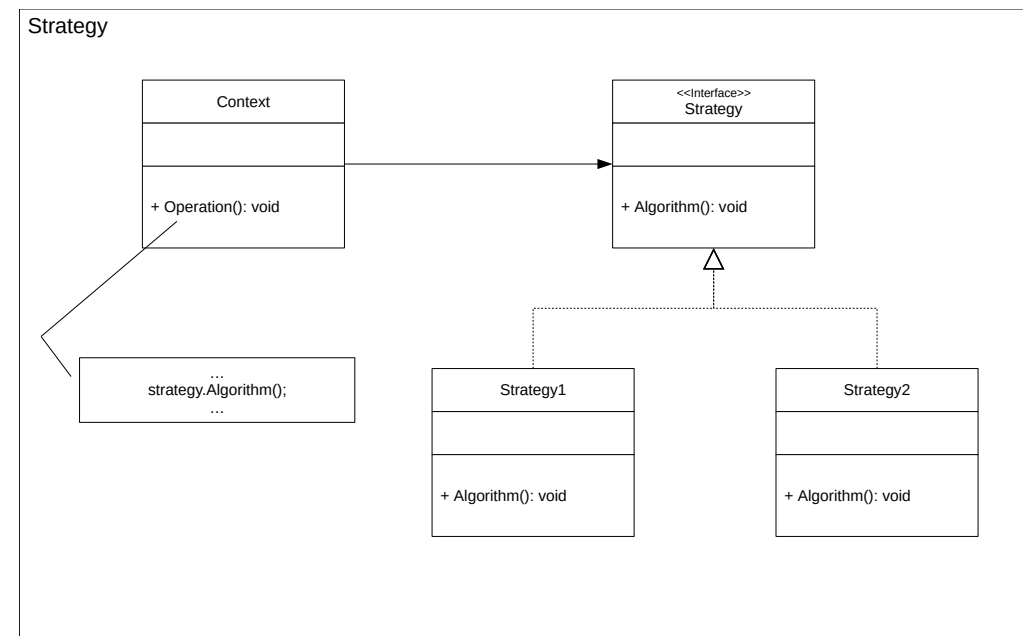 Strategy
Context
<<Interface>>
Strategy
+ Operation(): void
+ Algorithm(): void
…
strategy.Algorithm();
…
Strategy1
Strategy2
+ Algorithm(): void
+ Algorithm(): void